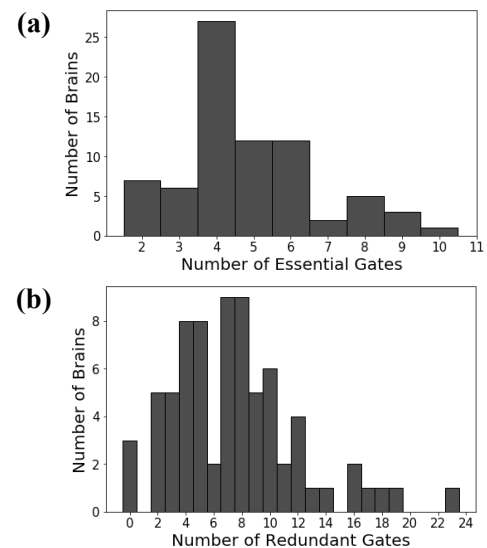 (a)
Number of Brains
25
20
15
10
5
0
2 3 4 5 6 7 8 9 10 11
Number of Essential Gates
(b)
Number of Brains
8
6
4
2
0
0 2 4 6 8 10 12 14 16 18 20 22 24
Number of Redundant Gates